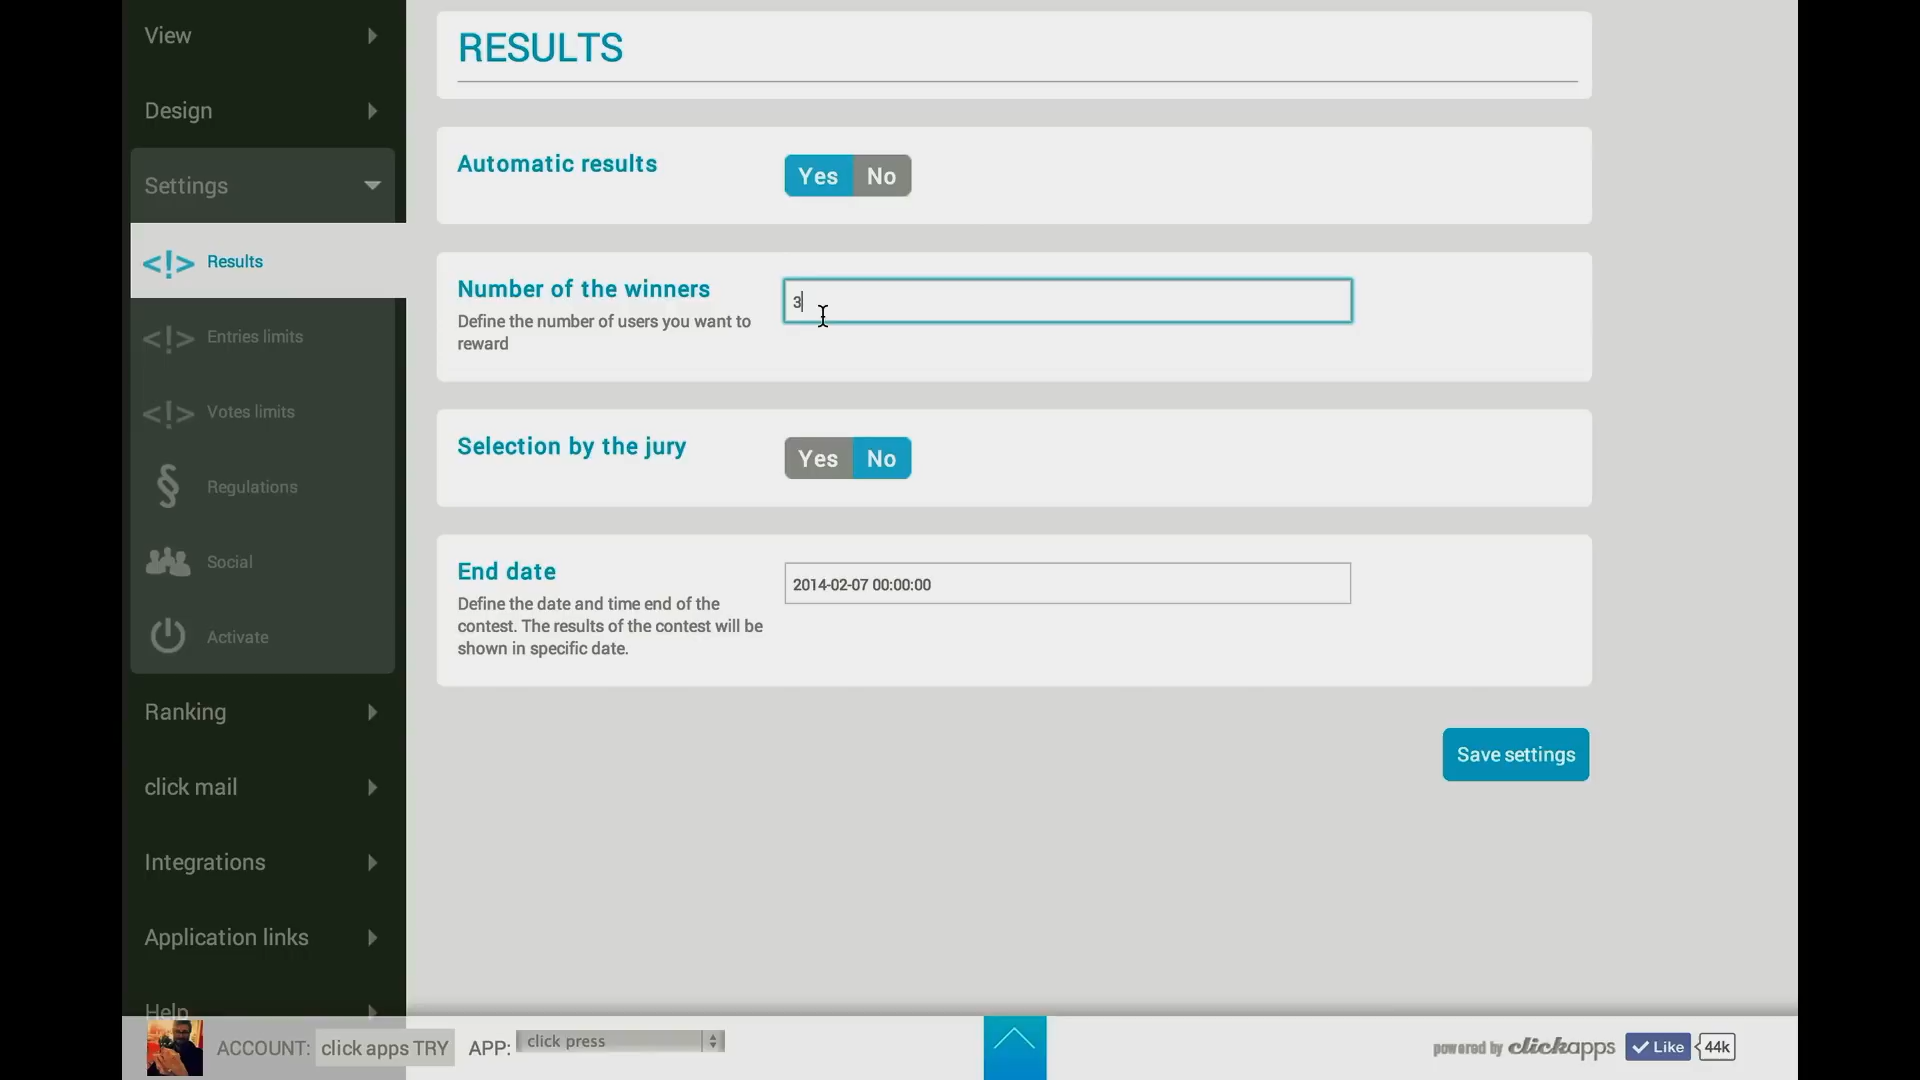 View
Design
Settings
Results
Entries limits
Votes limits
Regulations
Social
Activate
Ranking
click mail
Integrations
Application links
Help
RESULTS
Automatic results
Yes No
Number of the winners
Define the number of users you want to
reward
3
Selection by the jury
Yes No
End date
Define the date and time end of the
contest. The results of the contest will be
shown in specific date.
2014-02-07 00:00:00
Save settings
ACCOUNT: click apps TRY APP: click press
powered by clickapps Like 44k